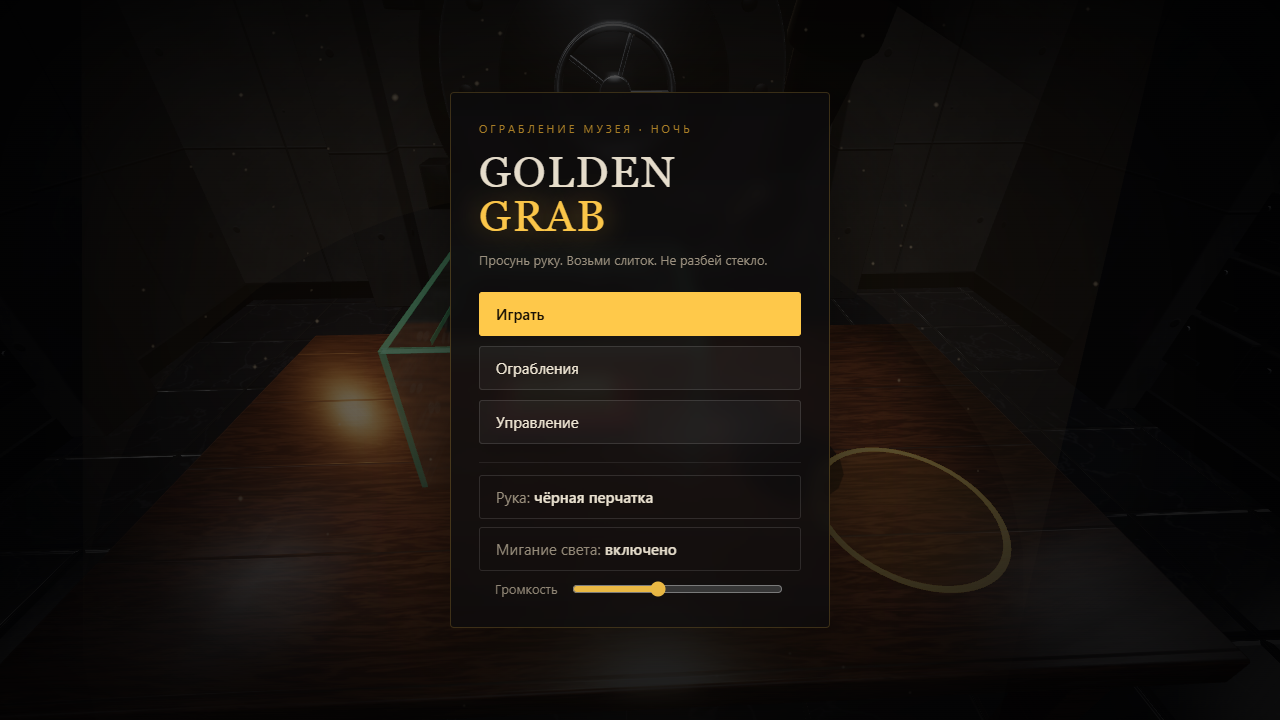 ОГРАБЛЕНИЕ МУЗЕЯ · НОЧЬ
GOLDEN
GRAB
Просунь руку. Возьми слиток. Не разбей стекло.
Играть
Ограбления
Управление
Рука: чёрная перчатка
Мигание света: включено
Громкость